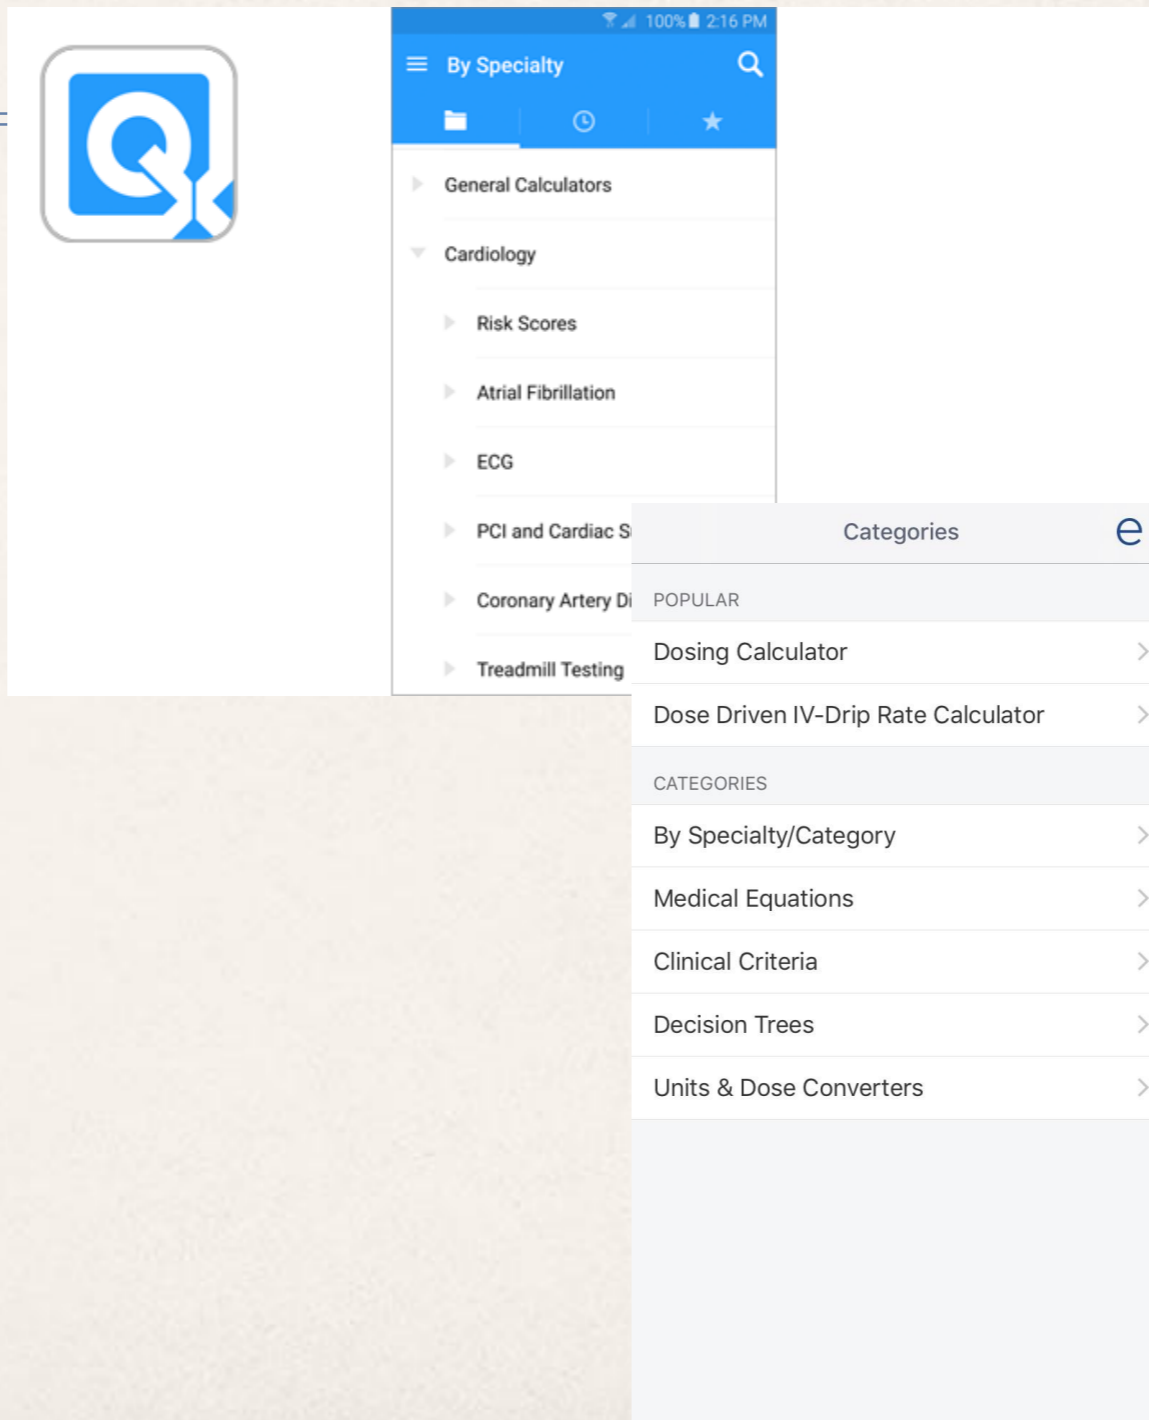 Q
100% 2:16 PM
By Specialty
General Calculators
Cardiology
Risk Scores
Atrial Fibrillation
ECG
PCI and Cardiac S
Coronary Artery Di
Treadmill Testing
Categories
e
POPULAR
Dosing Calculator
Dose Driven IV-Drip Rate Calculator
CATEGORIES
By Specialty/Category
Medical Equations
Clinical Criteria
Decision Trees
Units & Dose Converters